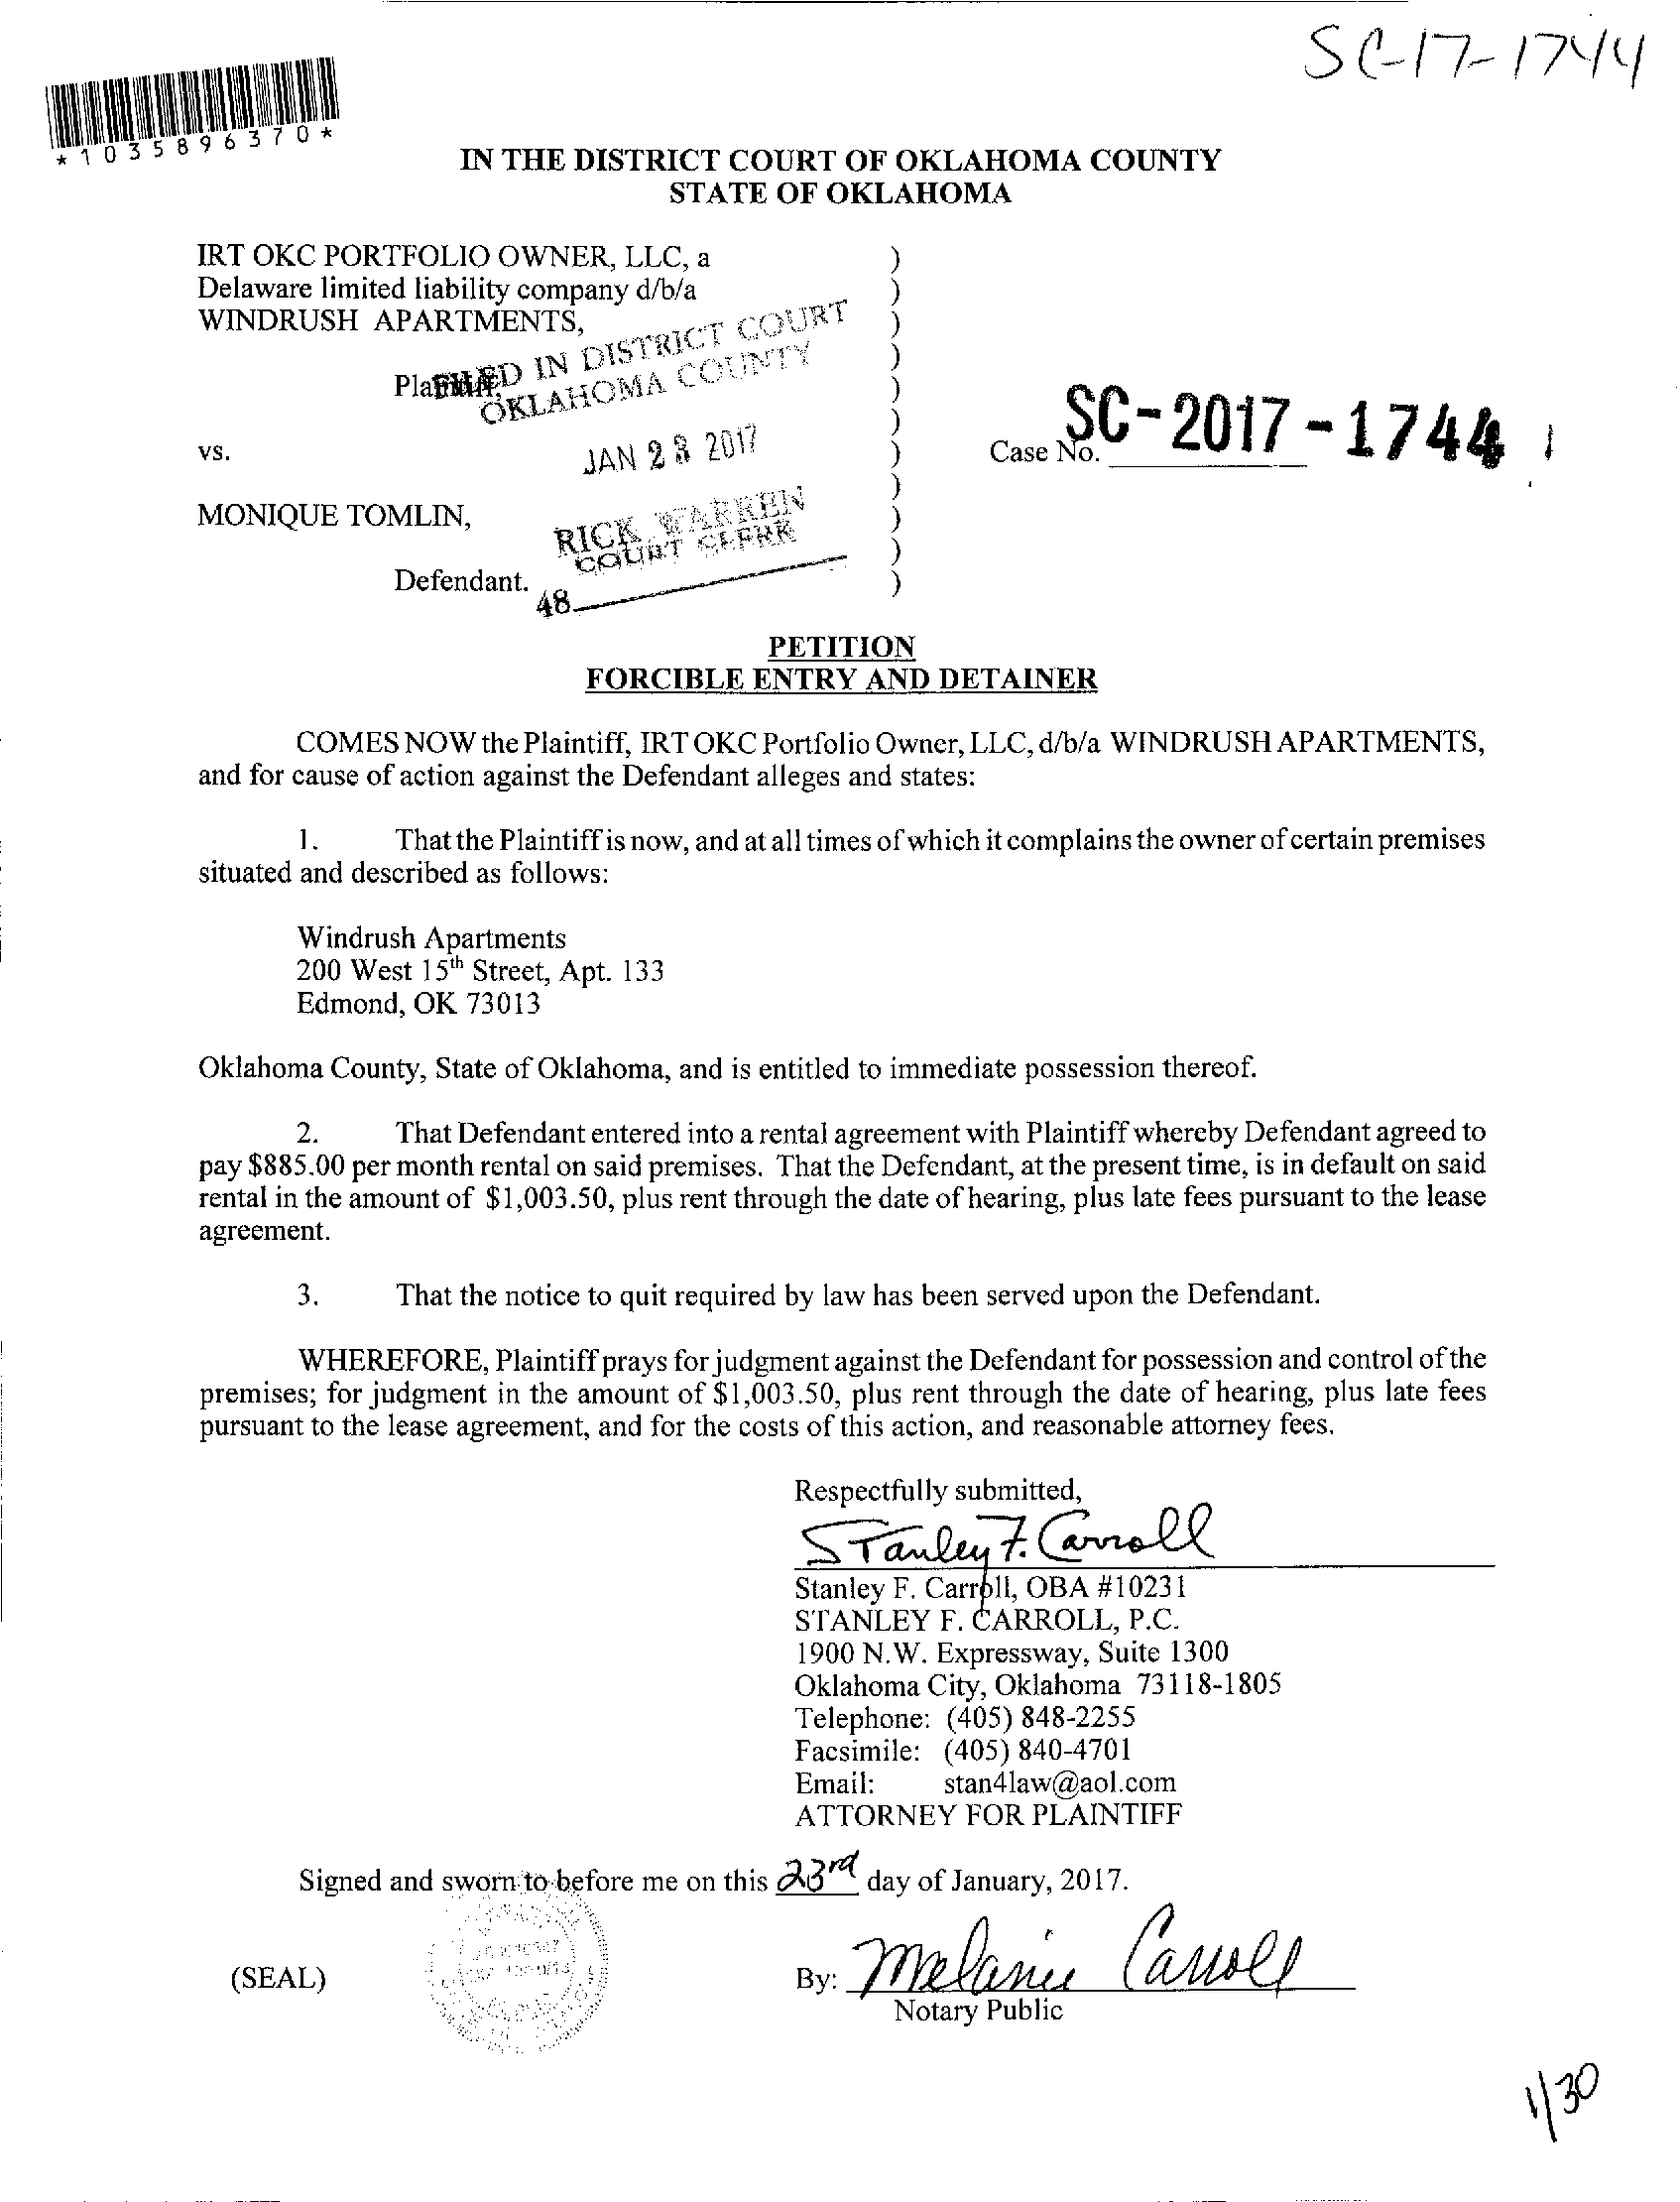 SC-17-1744
*1035896370*
IN THE DISTRICT COURT OF OKLAHOMA COUNTY
STATE OF OKLAHOMA
IRT OKC PORTFOLIO OWNER, LLC, a )
Delaware limited liability company d/b/a )
WINDRUSH APARTMENTS, )
)
Plaintiff, )
FILED IN DISTRICT COURT
OKLAHOMA COUNTY
)
vs. ) Case No. SC-2017-1744
JAN 23 2017
)
MONIQUE TOMLIN, )
RICK WARREN
COURT CLERK
)
Defendant. )
48
PETITION
FORCIBLE ENTRY AND DETAINER
COMES NOW the Plaintiff, IRT OKC Portfolio Owner, LLC, d/b/a WINDRUSH APARTMENTS,
and for cause of action against the Defendant alleges and states:
1. That the Plaintiff is now, and at all times of which it complains the owner of certain premises
situated and described as follows:
Windrush Apartments
200 West 15th Street, Apt. 133
Edmond, OK 73013
Oklahoma County, State of Oklahoma, and is entitled to immediate possession thereof.
2. That Defendant entered into a rental agreement with Plaintiff whereby Defendant agreed to
pay $885.00 per month rental on said premises. That the Defendant, at the present time, is in default on said
rental in the amount of $1,003.50, plus rent through the date of hearing, plus late fees pursuant to the lease
agreement.
3. That the notice to quit required by law has been served upon the Defendant.
WHEREFORE, Plaintiff prays for judgment against the Defendant for possession and control of the
premises; for judgment in the amount of $1,003.50, plus rent through the date of hearing, plus late fees
pursuant to the lease agreement, and for the costs of this action, and reasonable attorney fees.
Respectfully submitted,
Stanley F. Carroll
Stanley F. Carroll, OBA #10231
STANLEY F. CARROLL, P.C.
1900 N.W. Expressway, Suite 1300
Oklahoma City, Oklahoma 73118-1805
Telephone: (405) 848-2255
Facsimile: (405) 840-4701
Email: stan4law@aol.com
ATTORNEY FOR PLAINTIFF
Signed and sworn to before me on this 23rd day of January, 2017.
(SEAL)
By: Melanie Carroll
Notary Public
1/30